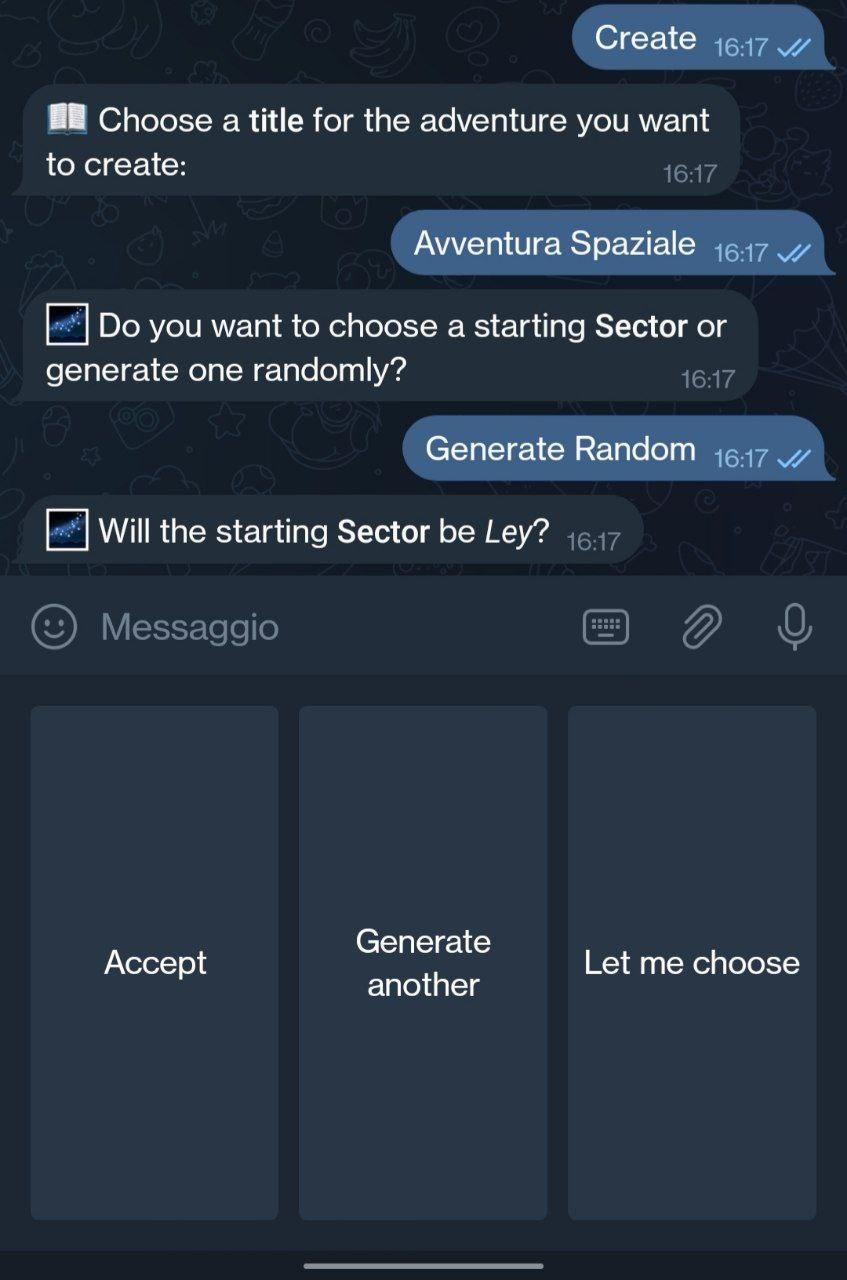 Create 16:17
📖 Choose a title for the adventure you want
to create: 16:17
Avventura Spaziale 16:17
🌌 Do you want to choose a starting Sector or
generate one randomly? 16:17
Generate Random 16:17
🌌 Will the starting Sector be Ley? 16:17
Messaggio
Accept
Generate
another
Let me choose